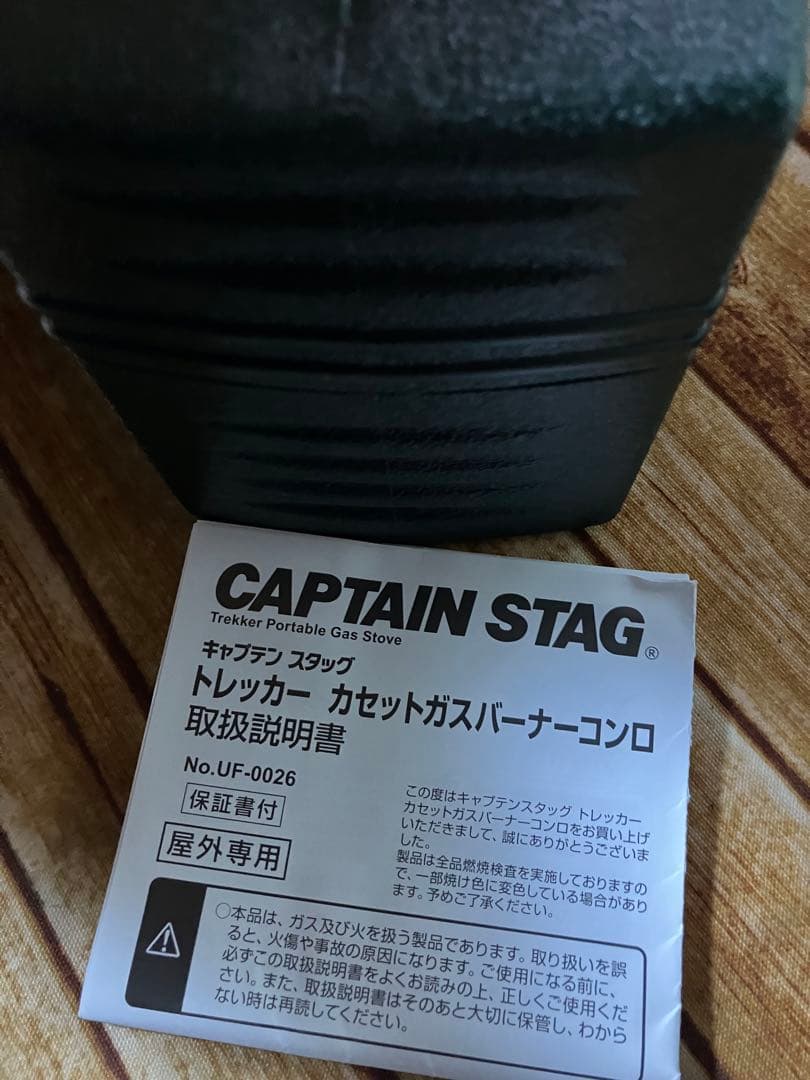 CAPTAIN STAG®
Trekker Portable Gas Stove
キャプテン スタッグ
トレッカー カセットガスバーナーコンロ
取扱説明書
No.UF-0026
保証書付
屋外専用
この度はキャプテンスタッグ トレッカー
カセットガスバーナーコンロをお買い上げ
いただきまして、誠にありがとうございま
した。
製品は全品燃焼検査を実施しておりますの
で、一部焼け色に変色している場合があり
ます。予めご了承ください。
○本品は、ガス及び火を扱う製品であります。取り扱いを誤
ると、火傷や事故の原因になります。ご使用になる前に、
必ずこの取扱説明書をよくお読みの上、正しくご使用くだ
さい。また、取扱説明書はそのあと大切に保管し、わから
ない時は再読してください。